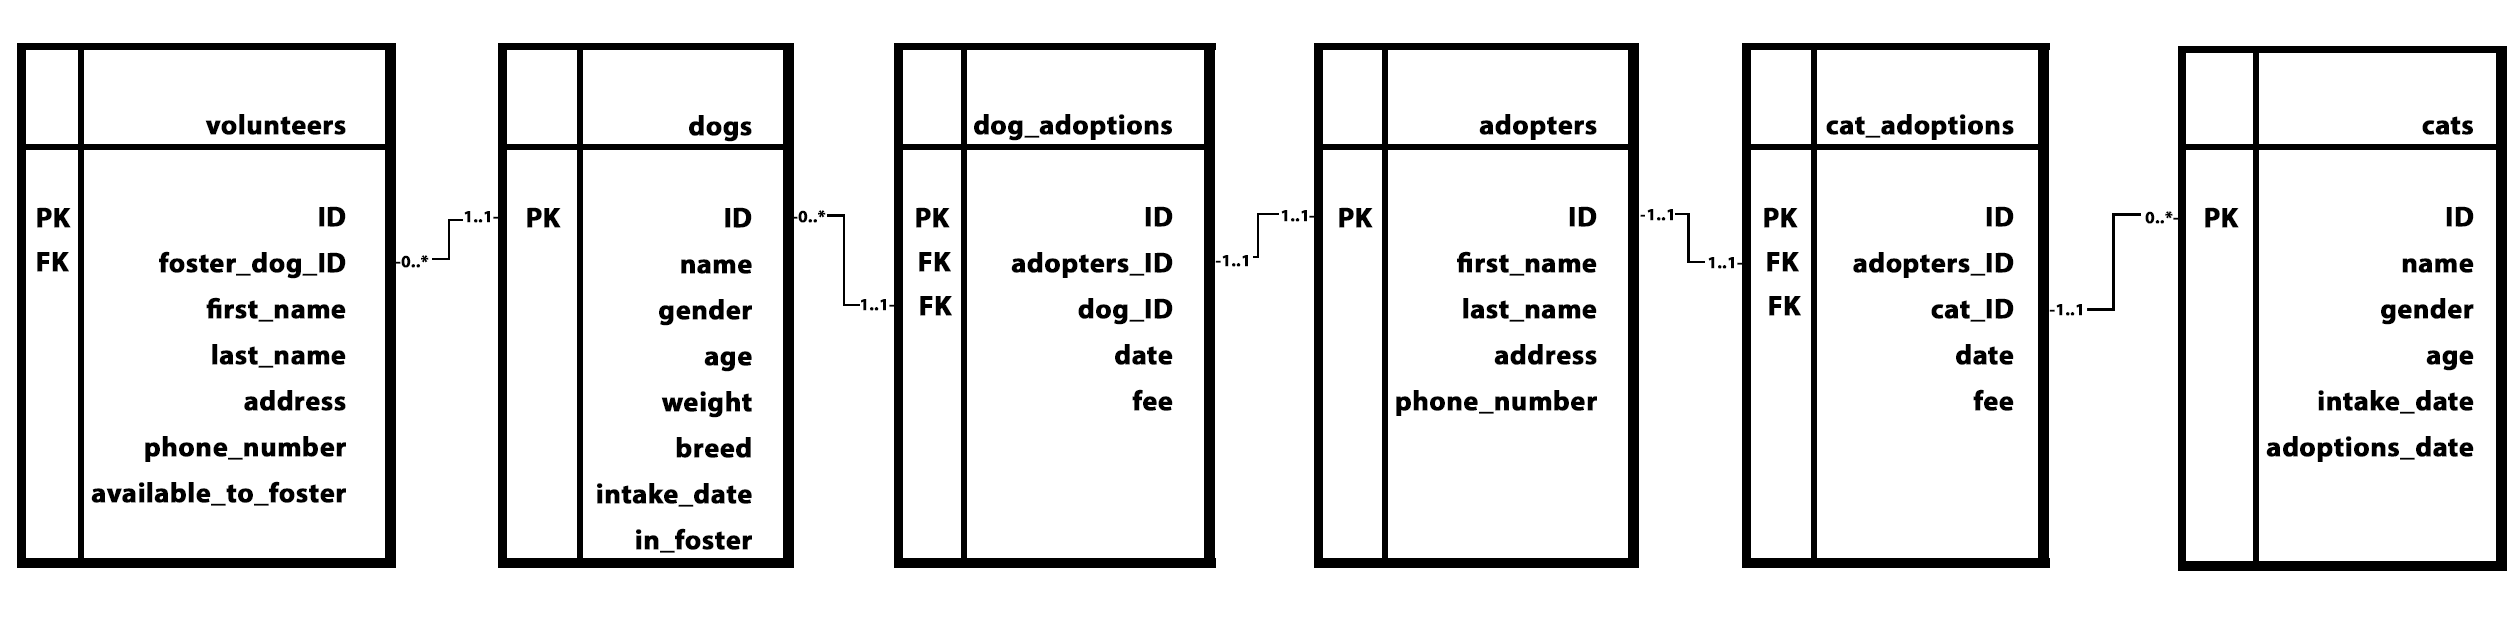 volunteers
PK ID
FK foster_dog_ID
first_name
last_name
address
phone_number
available_to_foster
-0..*
1..1-
dogs
PK ID
name
gender
age
weight
breed
intake_date
in_foster
-0..*
1..1-
dog_adoptions
PK ID
FK adopters_ID
FK dog_ID
date
fee
-1..1
1..1-
adopters
PK ID
first_name
last_name
address
phone_number
-1..1
1..1-
cat_adoptions
PK ID
FK adopters_ID
FK cat_ID
date
fee
-1..1
0..*-
cats
PK ID
name
gender
age
intake_date
adoptions_date